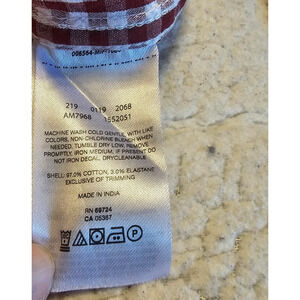 219 0119 2068
AM7968 1552051
MACHINE WASH COLD GENTLE, WITH LIKE
COLORS, NON-CHLORINE BLEACH WHEN
NEEDED, TUMBLE DRY LOW, REMOVE
PROMPTLY, IRON MEDIUM, IF PRESENT DO
NOT IRON DECAL, DRYCLEANABLE
SHELL: 97.0% COTTON, 3.0% ELASTANE
EXCLUSIVE OF TRIMMING
MADE IN INDIA
RN 69724
CA 05367